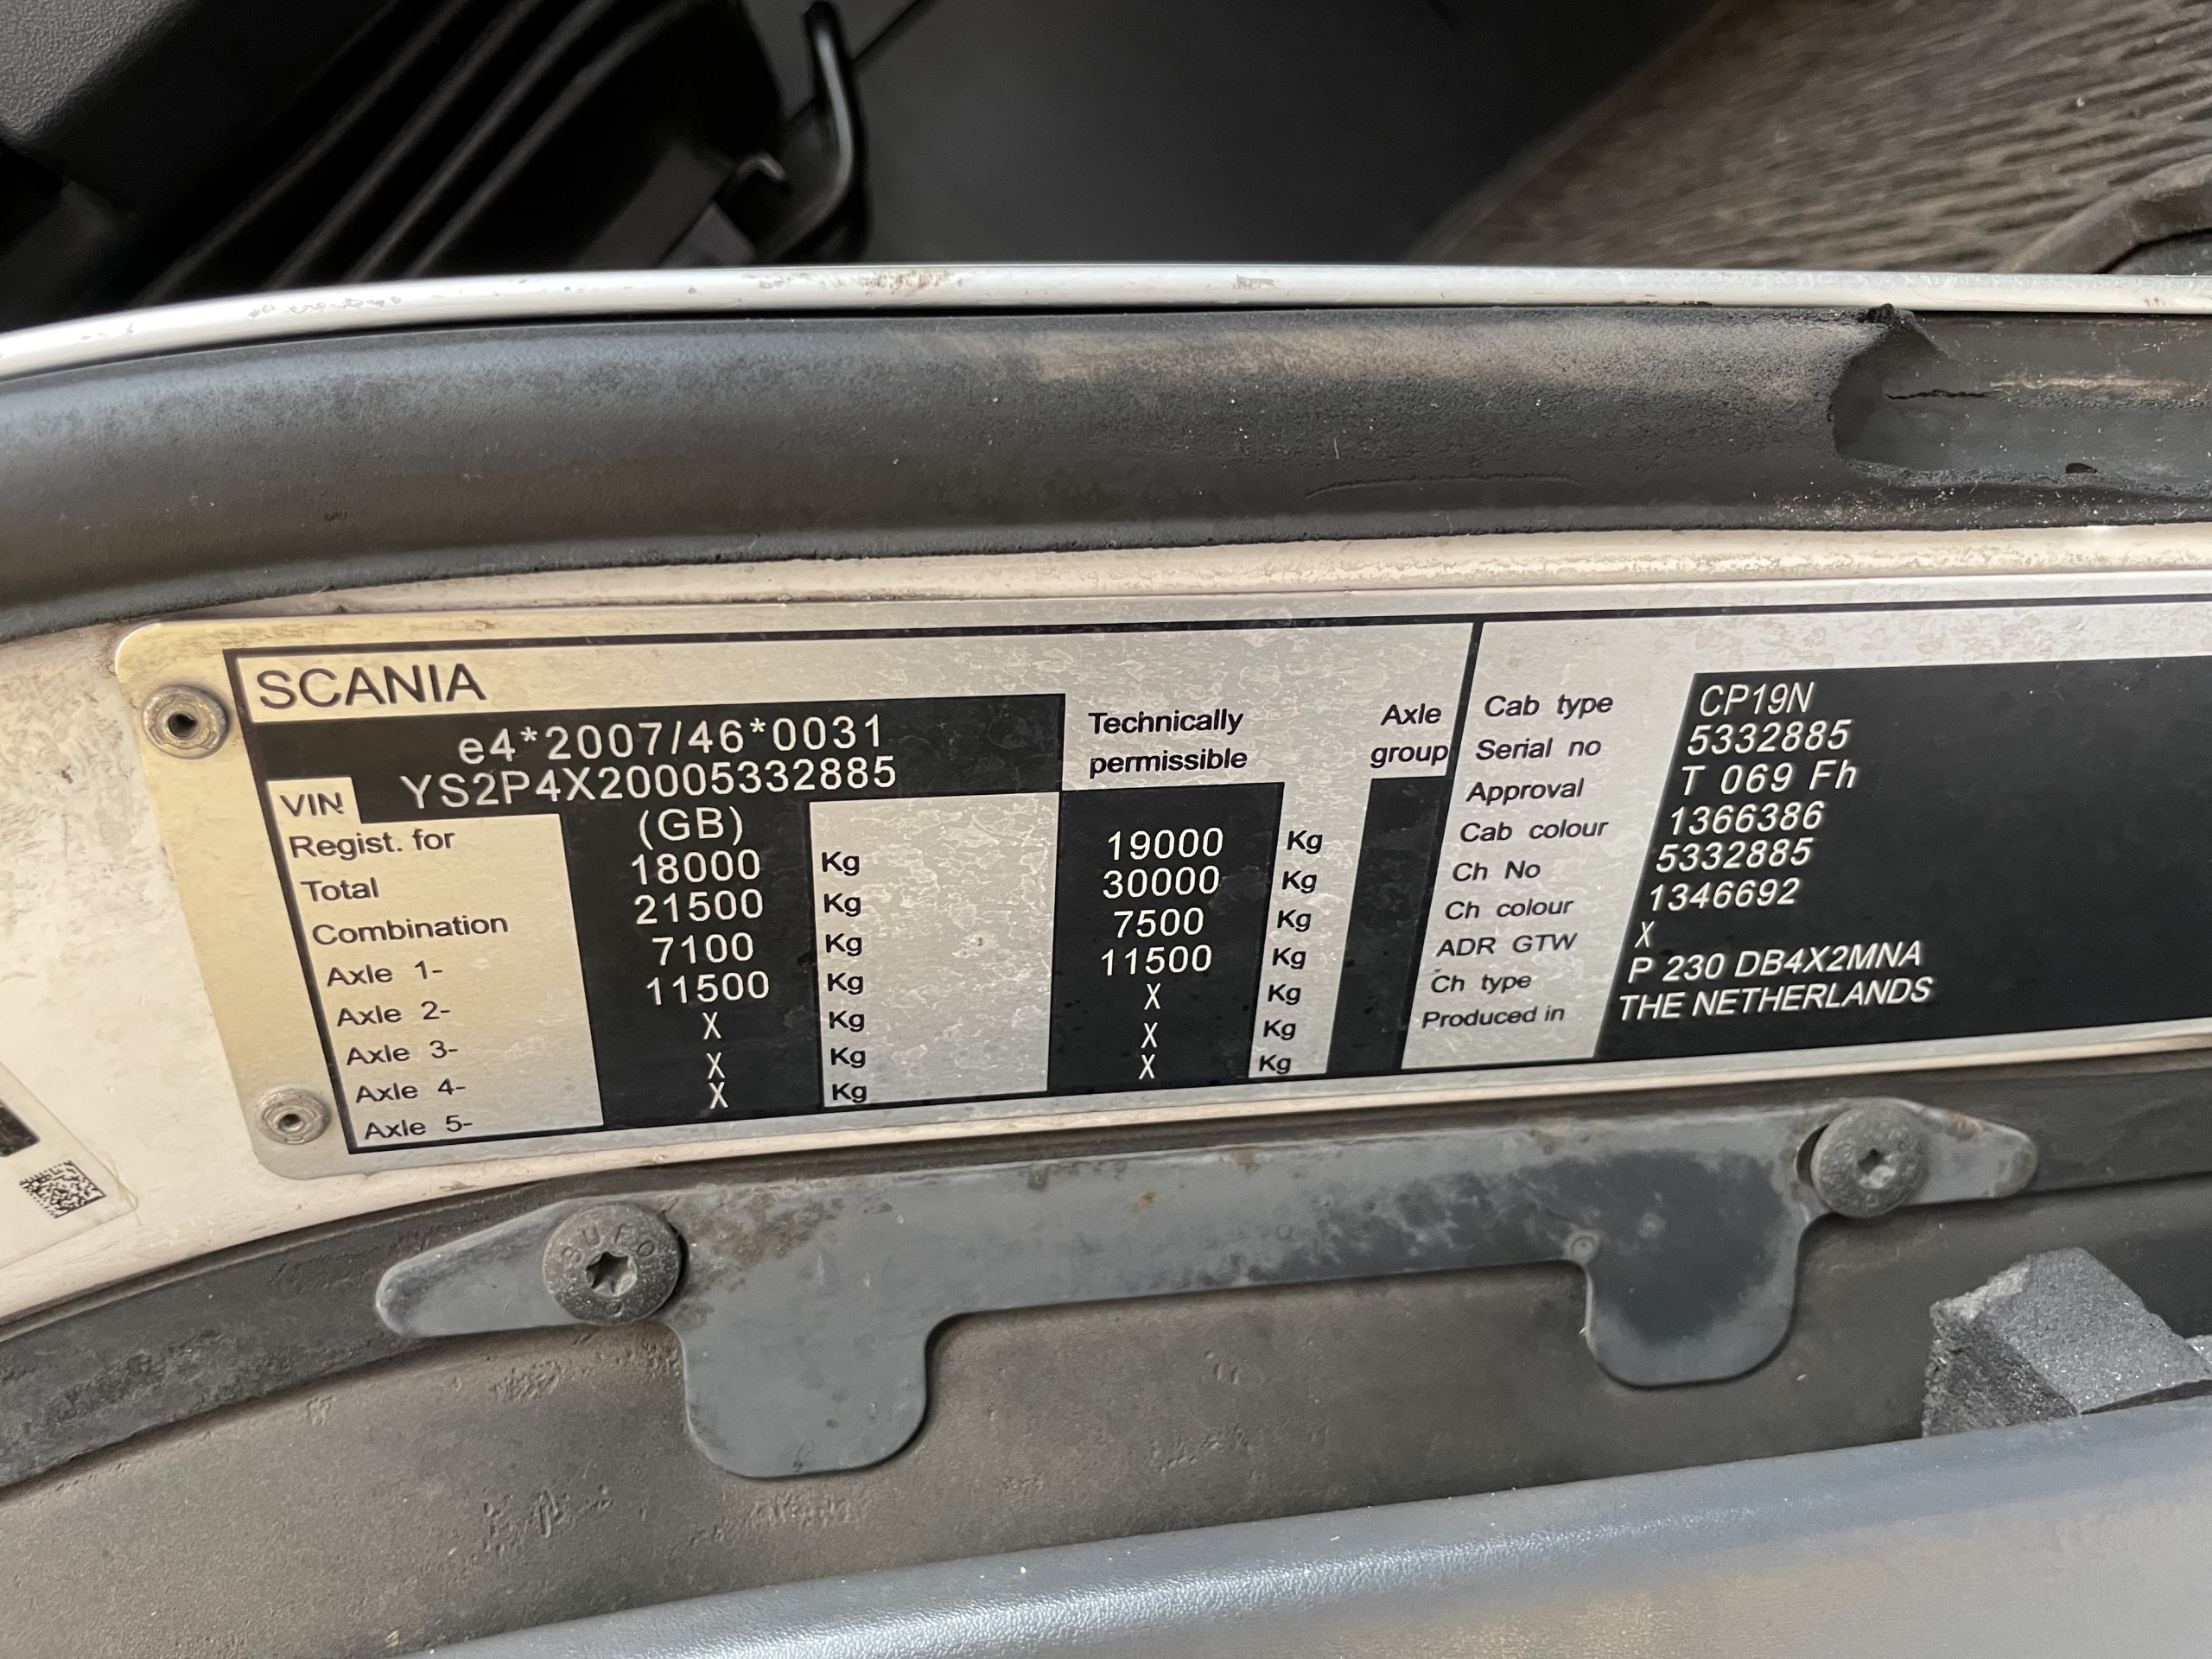 SCANIA
e4*2007/46*0031
VIN YS2P4X20005332885
Technically permissible
Axle group
Regist. for (GB)
Total 18000 Kg 19000 Kg
Combination 21500 Kg 30000 Kg
Axle 1- 7100 Kg 7500 Kg
Axle 2- 11500 Kg 11500 Kg
Axle 3- X Kg X Kg
Axle 4- X Kg X Kg
Axle 5- X Kg X Kg
Cab type CP19N
Serial no 5332885
Approval T 069 Fh
Cab colour 1366386
Ch No 5332885
Ch colour 1346692
ADR GTW X
Ch type P 230 DB4X2MNA
Produced in THE NETHERLANDS
BUFO